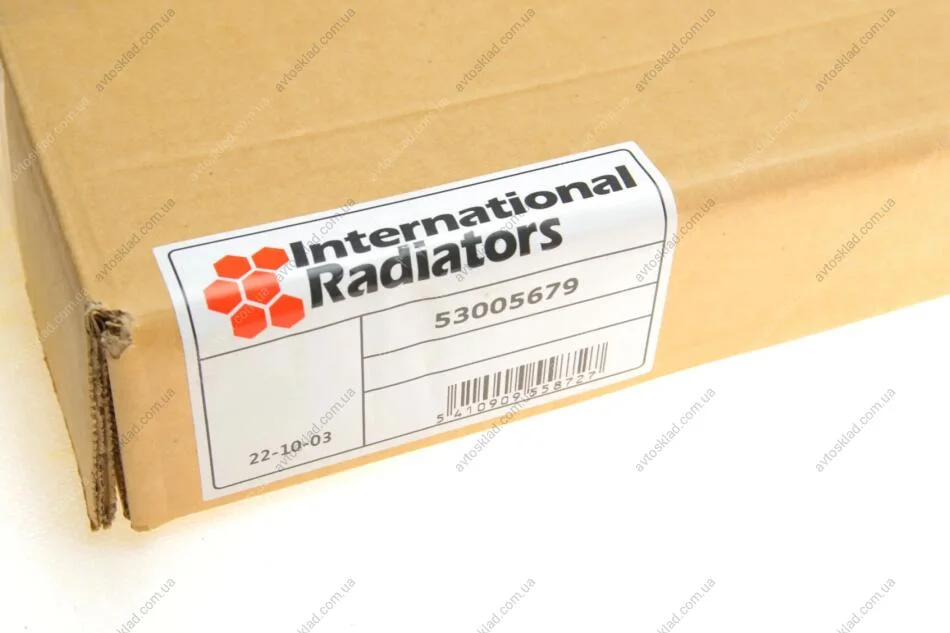 International
Radiators
53005679
5 410909 558727
22-10-03
avtosklad.com.ua